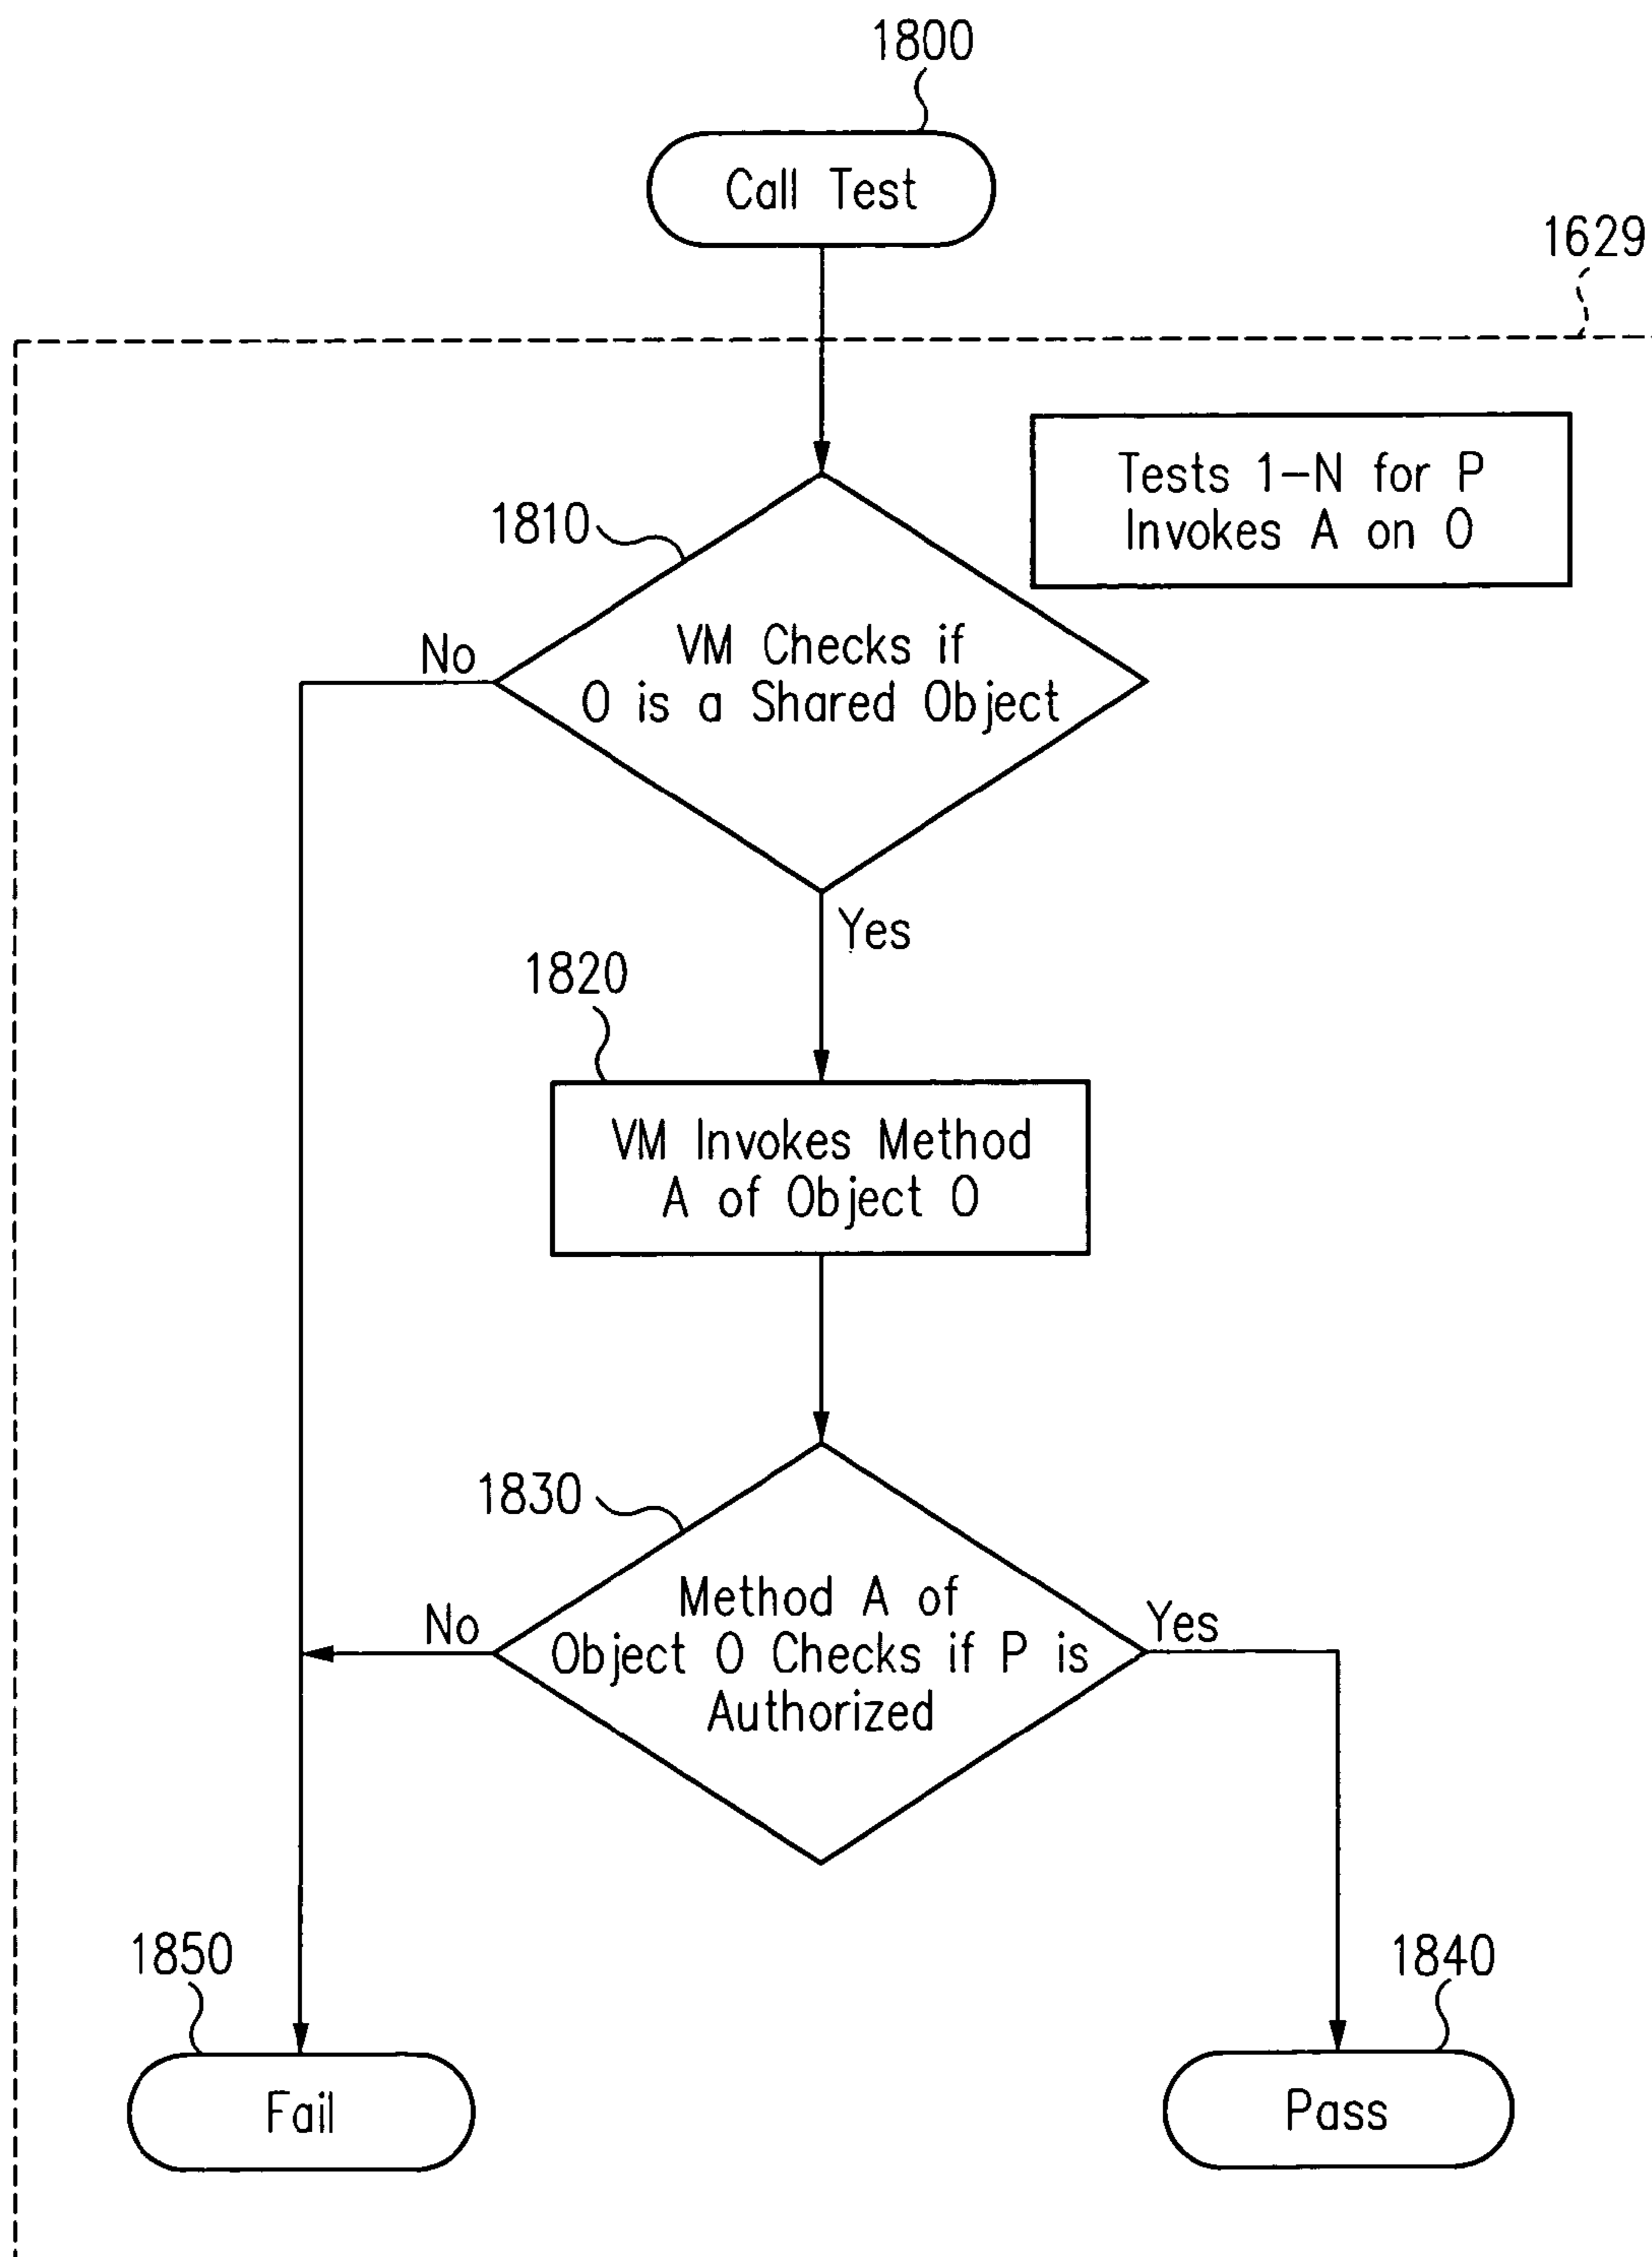 1800
Call Test
1629
Tests 1-N for P
Invokes A on O
1810
VM Checks if
O is a Shared Object
No
Yes
1820
VM Invokes Method
A of Object O
1830
Method A of
Object O Checks if P is
Authorized
No
Yes
1850
Fail
1840
Pass